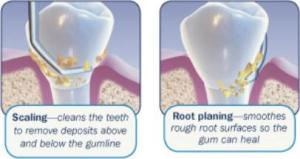 Scaling—cleans the teeth
to remove deposits above
and below the gumline
Root planing—smoothes
rough root surfaces so the
gum can heal